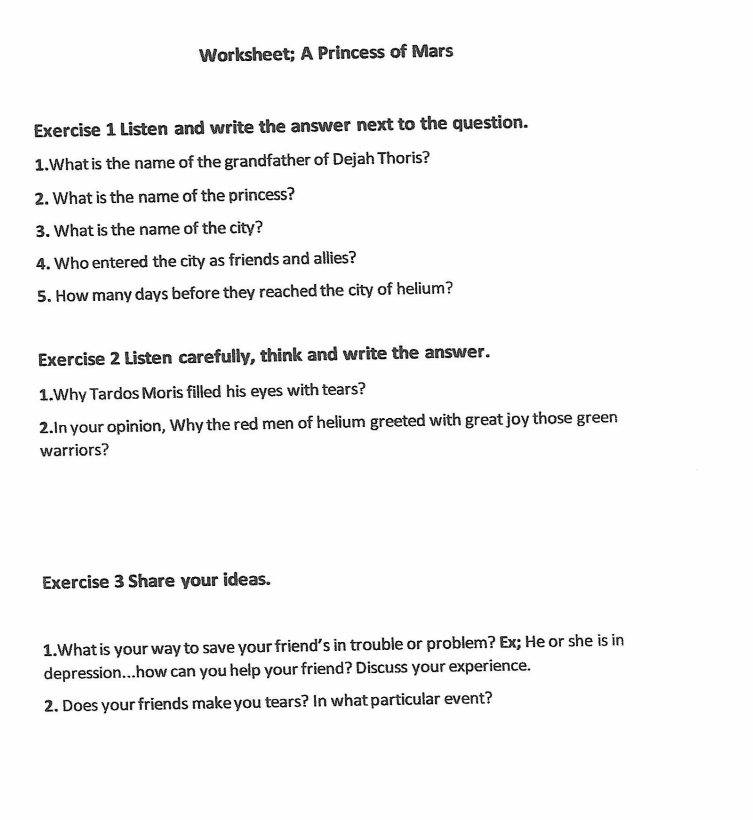 Worksheet; A Princess of Mars
Exercise 1 Listen and write the answer next to the question.
1.What is the name of the grandfather of Dejah Thoris?
2. What is the name of the princess?
3. What is the name of the city?
4. Who entered the city as friends and allies?
5. How many days before they reached the city of helium?
Exercise 2 Listen carefully, think and write the answer.
1.Why Tardos Moris filled his eyes with tears?
2.In your opinion, Why the red men of helium greeted with great joy those green
warriors?
Exercise 3 Share your ideas.
1.What is your way to save your friend's in trouble or problem? Ex; He or she is in
depression...how can you help your friend? Discuss your experience.
2. Does your friends make you tears? In what particular event?